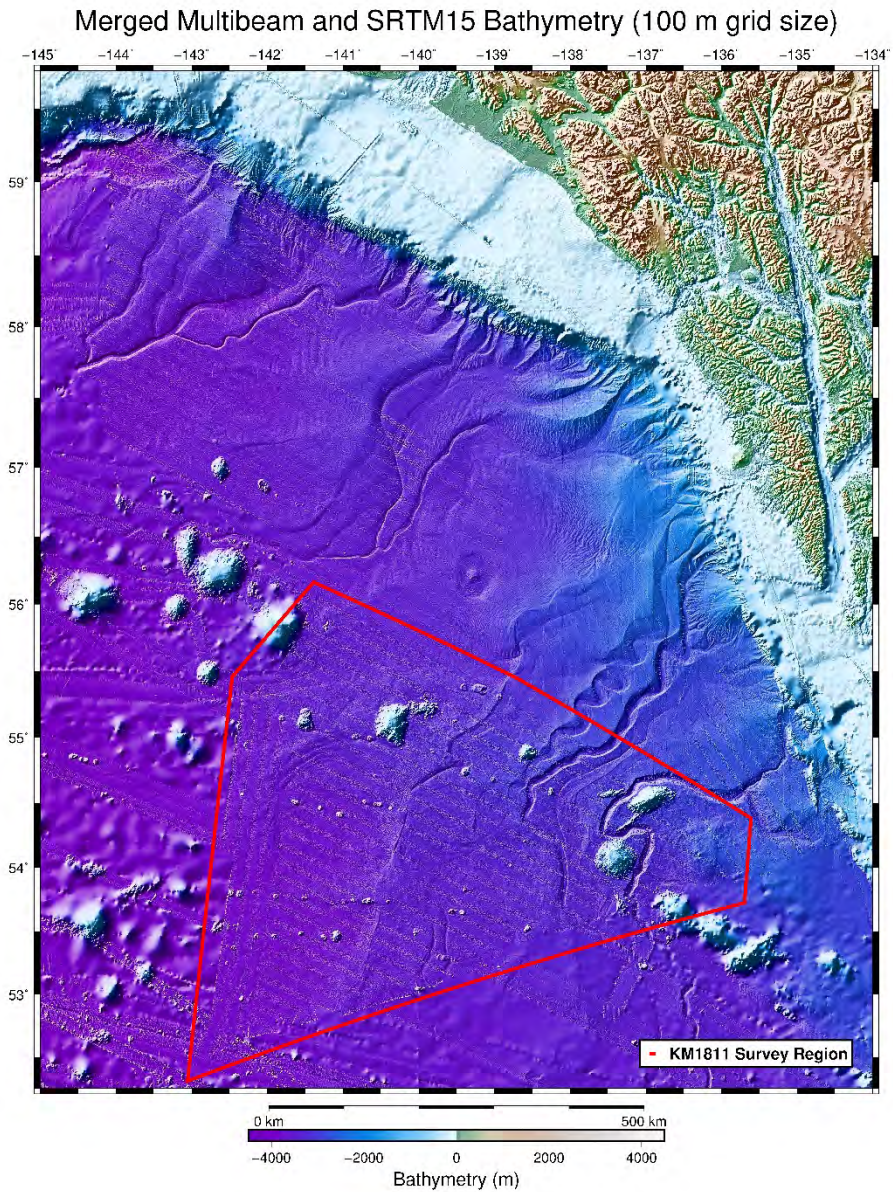 Merged Multibeam and SRTM15 Bathymetry (100 m grid size)
−145˚ −144˚ −143˚ −142˚ −141˚ −140˚ −139˚ −138˚ −137˚ −136˚ −135˚ −134˚
59˚
58˚
57˚
56˚
55˚
54˚
53˚
KM1811 Survey Region
0 km 500 km
−4000 −2000 0 2000 4000
Bathymetry (m)